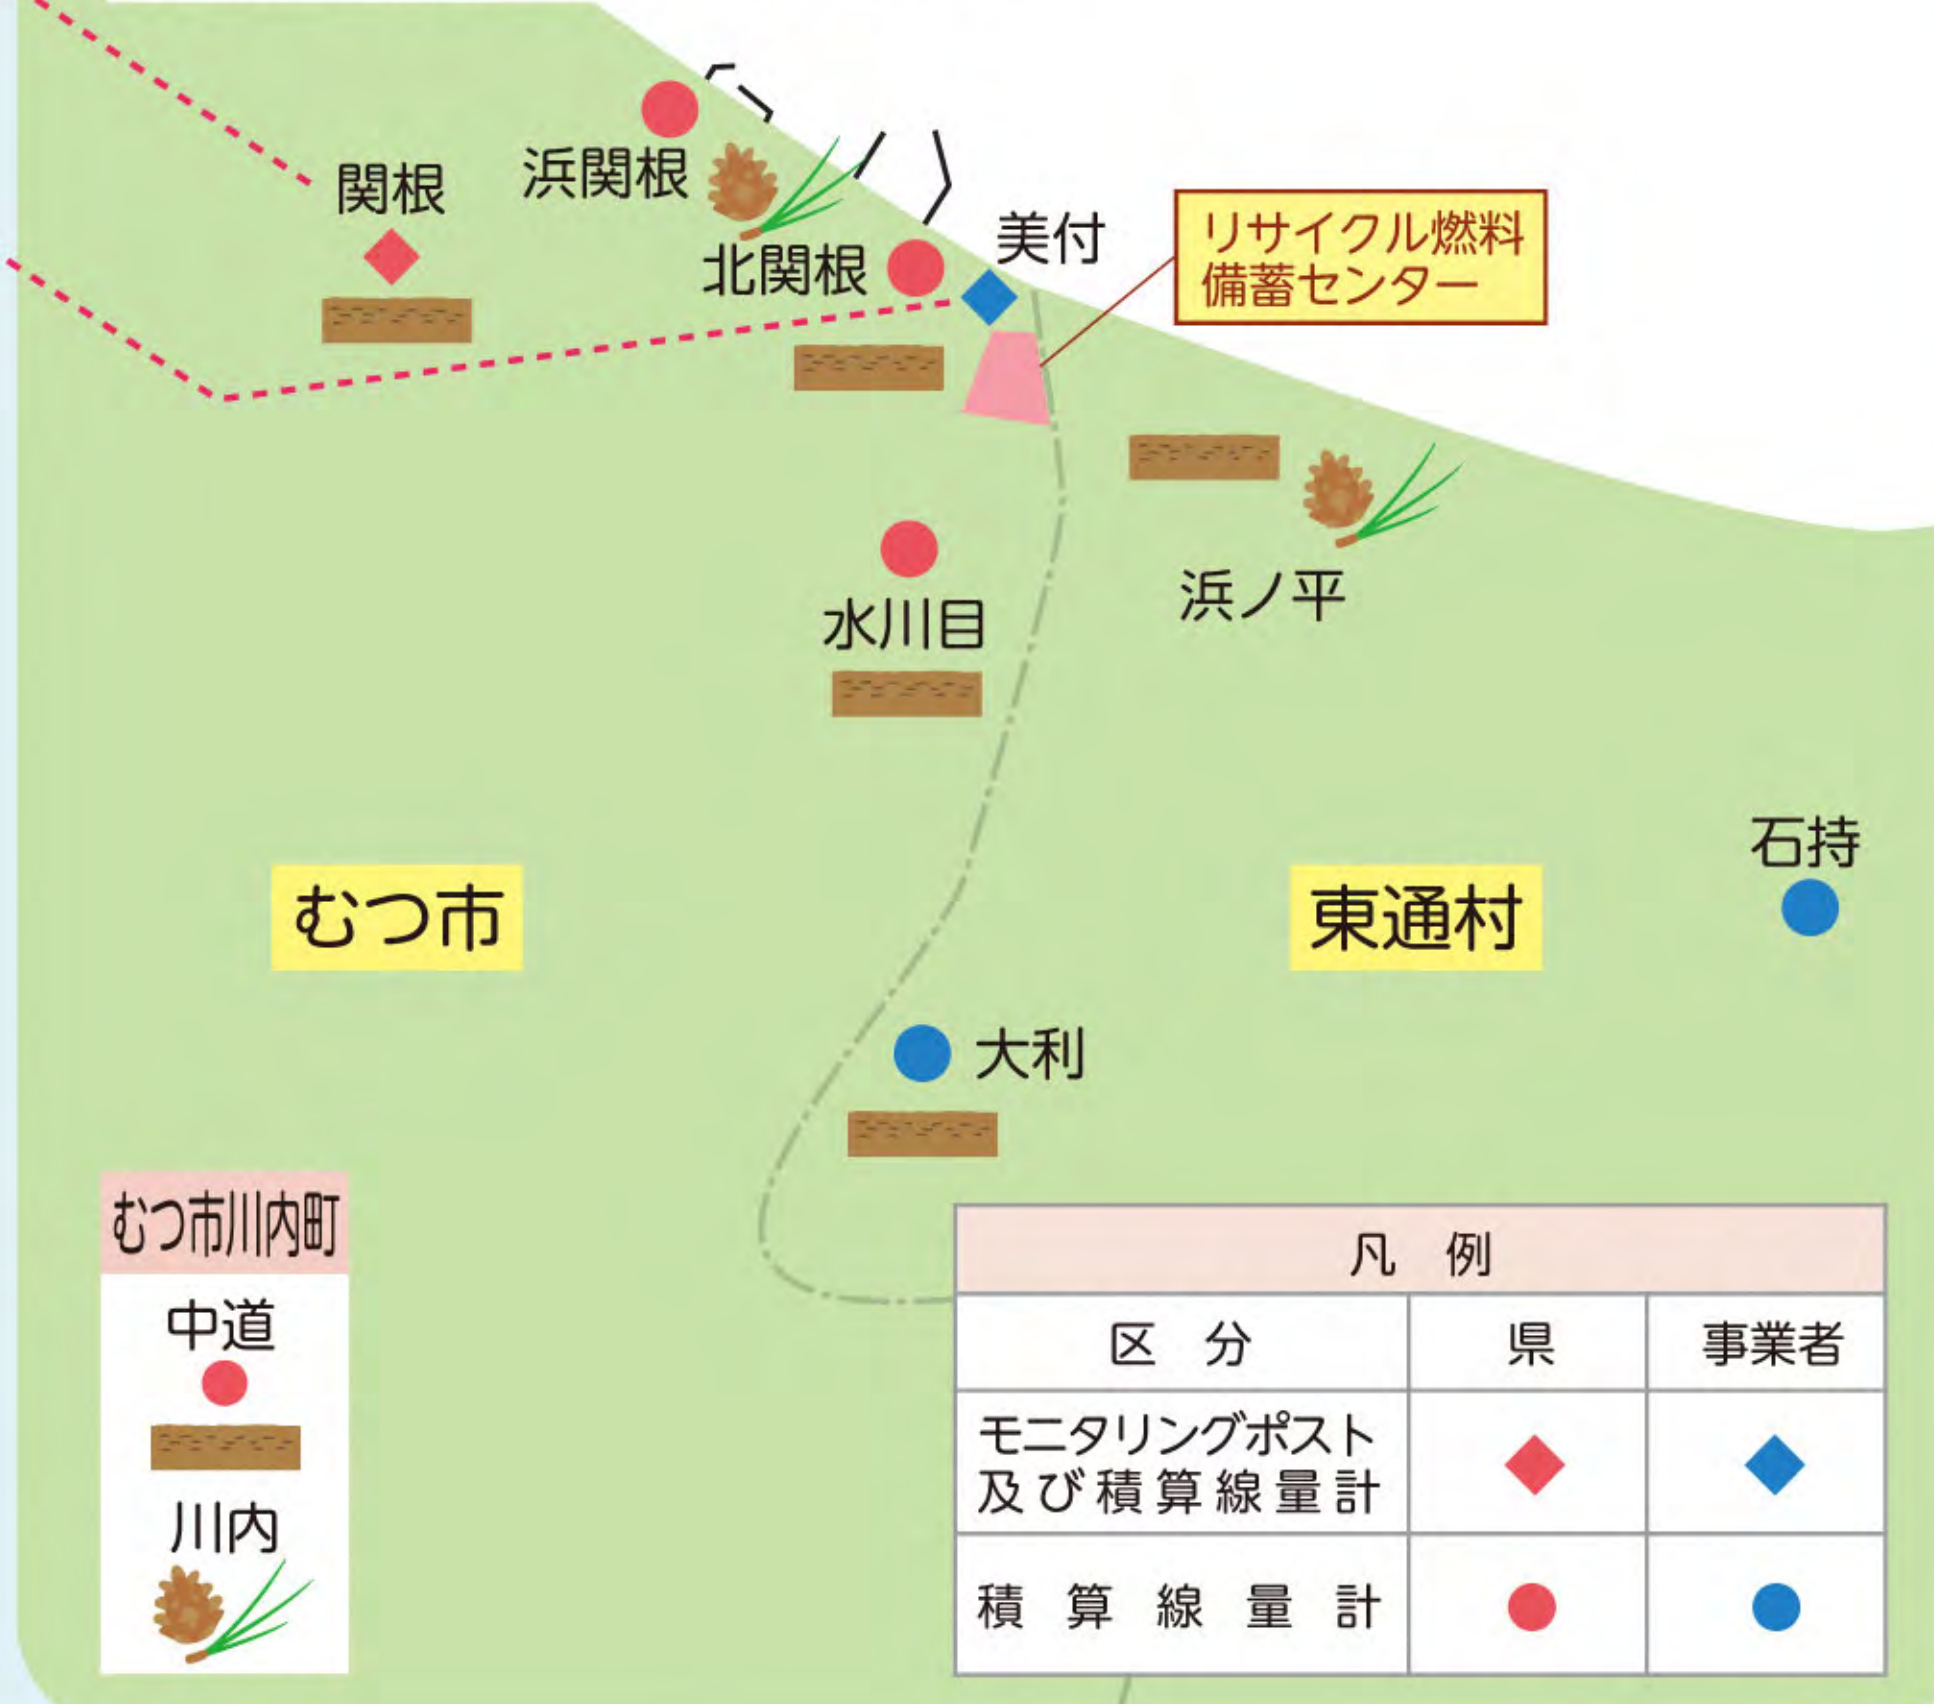 関根
浜関根
北関根
美付
リサイクル燃料
備蓄センター
水川目
浜ノ平
むつ市
東通村
石持
大利
むつ市川内町
中道
川内
凡 例
区 分 県 事業者
モニタリングポスト
及び積算線量計
積算線量計